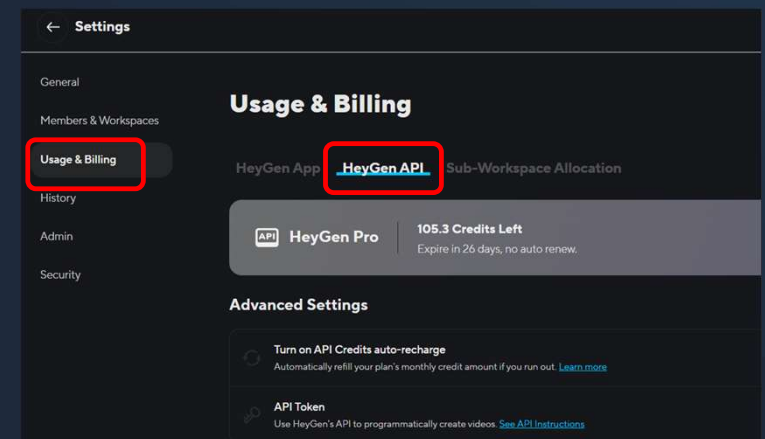 Settings
General
Members & Workspaces
Usage & Billing
History
Admin
Security
Usage & Billing
HeyGen App HeyGen API Sub-Workspace Allocation
API HeyGen Pro
105.3 Credits Left
Expire in 26 days, no auto renew.
Advanced Settings
Turn on API Credits auto-recharge
Automatically refill your plan's monthly credit amount if you run out. Learn more
API Token
Use HeyGen's API to programmatically create videos. See API Instructions